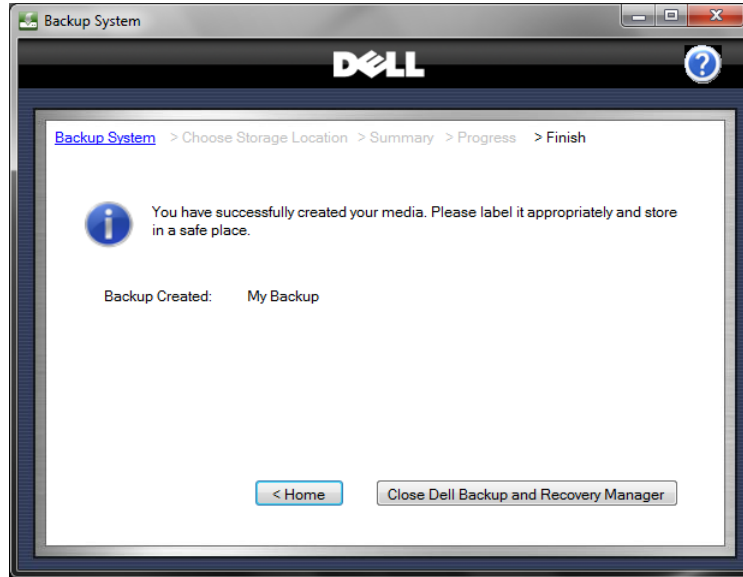 Backup System
DELL
?
Backup System > Choose Storage Location > Summary > Progress > Finish
You have successfully created your media. Please label it appropriately and store
in a safe place.
Backup Created: My Backup
< Home Close Dell Backup and Recovery Manager